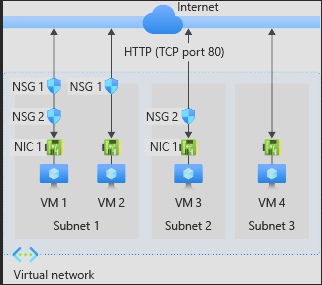 Internet
HTTP (TCP port 80)
NSG 1
NSG 1
NSG 2
NSG 2
NIC 1
NIC 1
VM 1
VM 2
VM 3
VM 4
Subnet 1
Subnet 2
Subnet 3
Virtual network